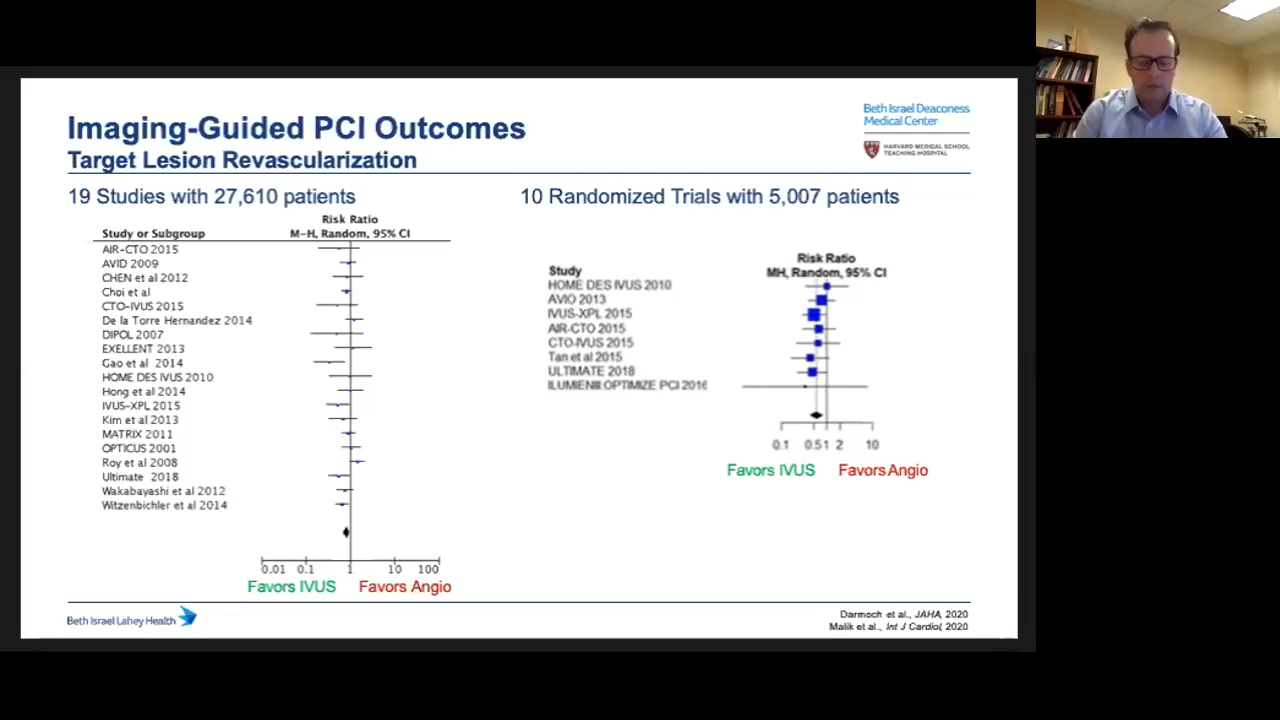 Imaging-Guided PCI Outcomes
Target Lesion Revascularization
Beth Israel Deaconess
Medical Center
HARVARD MEDICAL SCHOOL
TEACHING HOSPITAL
19 Studies with 27,610 patients
Risk Ratio
Study or Subgroup M-H, Random, 95% CI
AIR-CTO 2015
AVID 2009
CHEN et al 2012
Choi et al
CTO-IVUS 2015
De la Torre Hernandez 2014
DIPOL 2007
EXELLENT 2013
Gao et al 2014
HOME DES IVUS 2010
Hong et al 2014
IVUS-XPL 2015
Kim et al 2013
MATRIX 2011
OPTICUS 2001
Roy et al 2008
Ultimate 2018
Wakabayashi et al 2012
Witzenbichler et al 2014
0.01 0.1 1 10 100
Favors IVUS Favors Angio
10 Randomized Trials with 5,007 patients
Risk Ratio
Study MH, Random, 95% CI
HOME DES IVUS 2010
AVIO 2013
IVUS-XPL 2015
AIR-CTO 2015
CTO-IVUS 2015
Tan et al 2015
ULTIMATE 2018
ILUMIENIII OPTIMIZE PCI 2016
0.1 0.5 1 2 10
Favors IVUS Favors Angio
Beth Israel Lahey Health
Darmoch et al., JAHA, 2020
Malik et al., Int J Cardiol, 2020